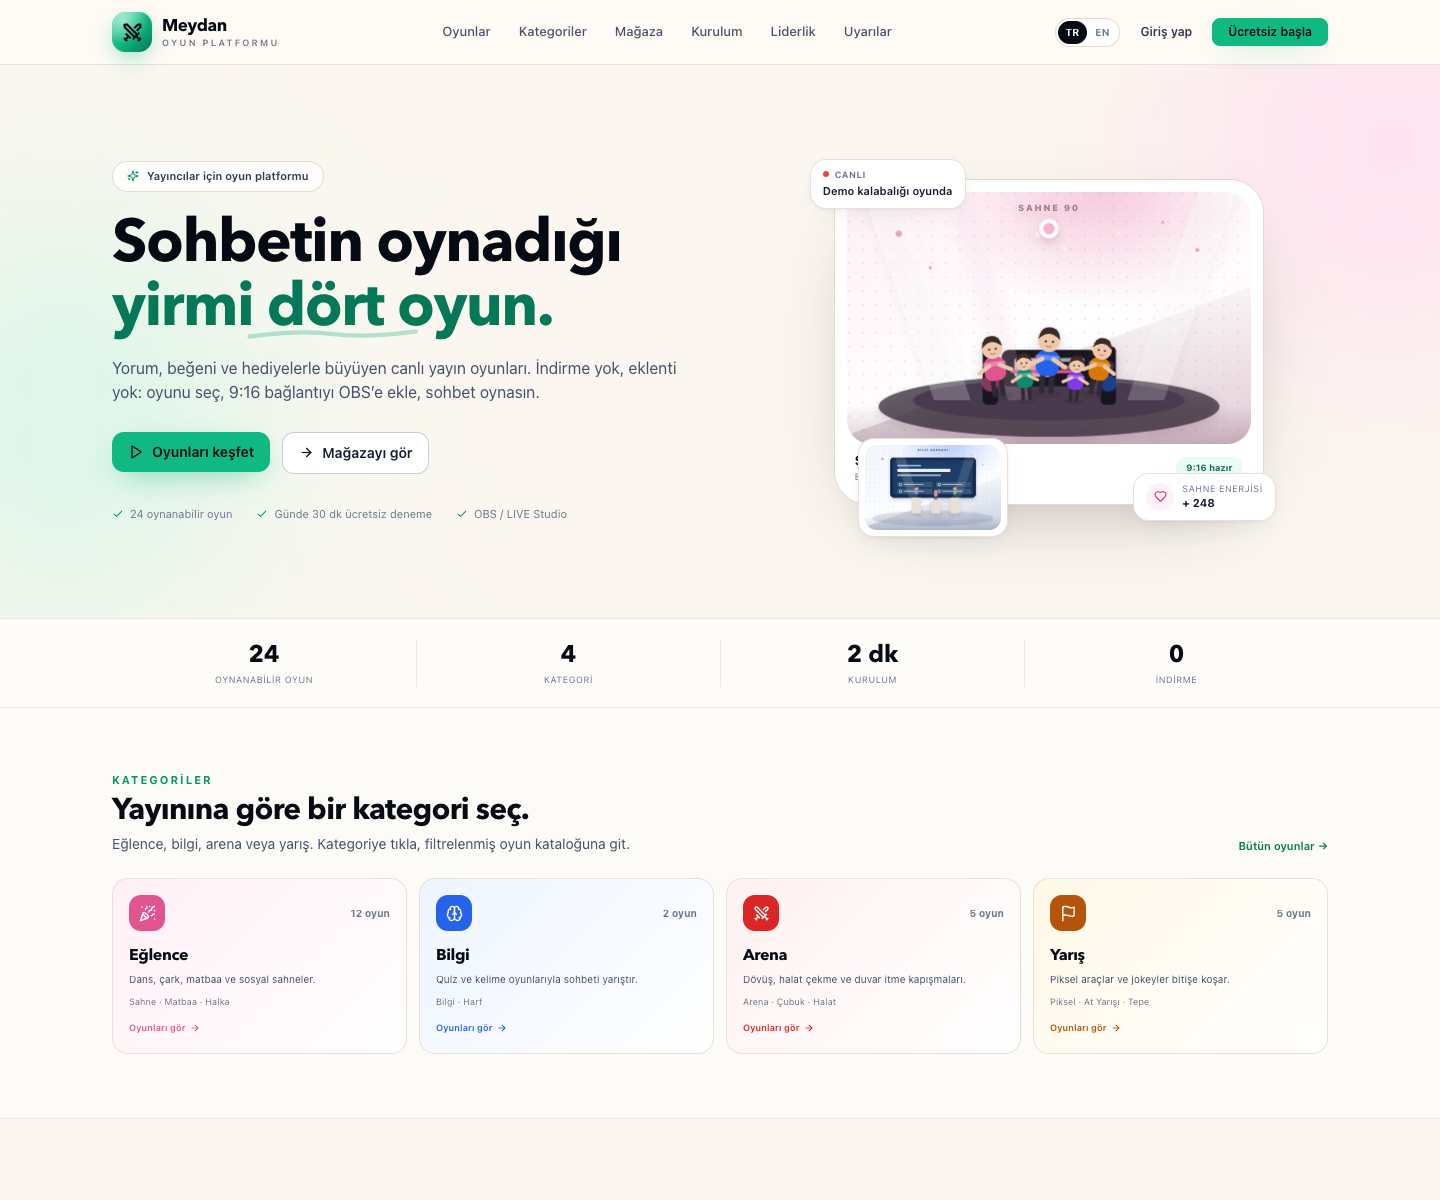 Meydan
OYUN PLATFORMU
Oyunlar
Kategoriler
Mağaza
Kurulum
Liderlik
Uyarılar
TR
EN
Giriş yap
Ücretsiz başla
Yayıncılar için oyun platformu
Sohbetin oynadığı
yirmi dört oyun.
Yorum, beğeni ve hediyelerle büyüyen canlı yayın oyunları. İndirme yok, eklenti
yok: oyunu seç, 9:16 bağlantıyı OBS'e ekle, sohbet oynasın.
Oyunları keşfet
Mağazayı gör
24 oynanabilir oyun
Günde 30 dk ücretsiz deneme
OBS / LIVE Studio
CANLI
Demo kalabalığı oyunda
SAHNE 90
9:16 hazır
SAHNE ENERJİSİ
+ 248
24
OYNANABİLİR OYUN
4
KATEGORİ
2 dk
KURULUM
0
İNDİRME
KATEGORİLER
Yayınına göre bir kategori seç.
Eğlence, bilgi, arena veya yarış. Kategoriye tıkla, filtrelenmiş oyun kataloğuna git.
Bütün oyunlar →
12 oyun
Eğlence
Dans, çark, matbaa ve sosyal sahneler.
Sahne · Matbaa · Halka
Oyunları gör →
2 oyun
Bilgi
Quiz ve kelime oyunlarıyla sohbeti yarıştır.
Bilgi · Harf
Oyunları gör →
5 oyun
Arena
Dövüş, halat çekme ve duvar itme kapışmaları.
Arena · Çubuk · Halat
Oyunları gör →
5 oyun
Yarış
Piksel araçlar ve jokeyler bitişe koşar.
Piksel · At Yarışı · Tepe
Oyunları gör →